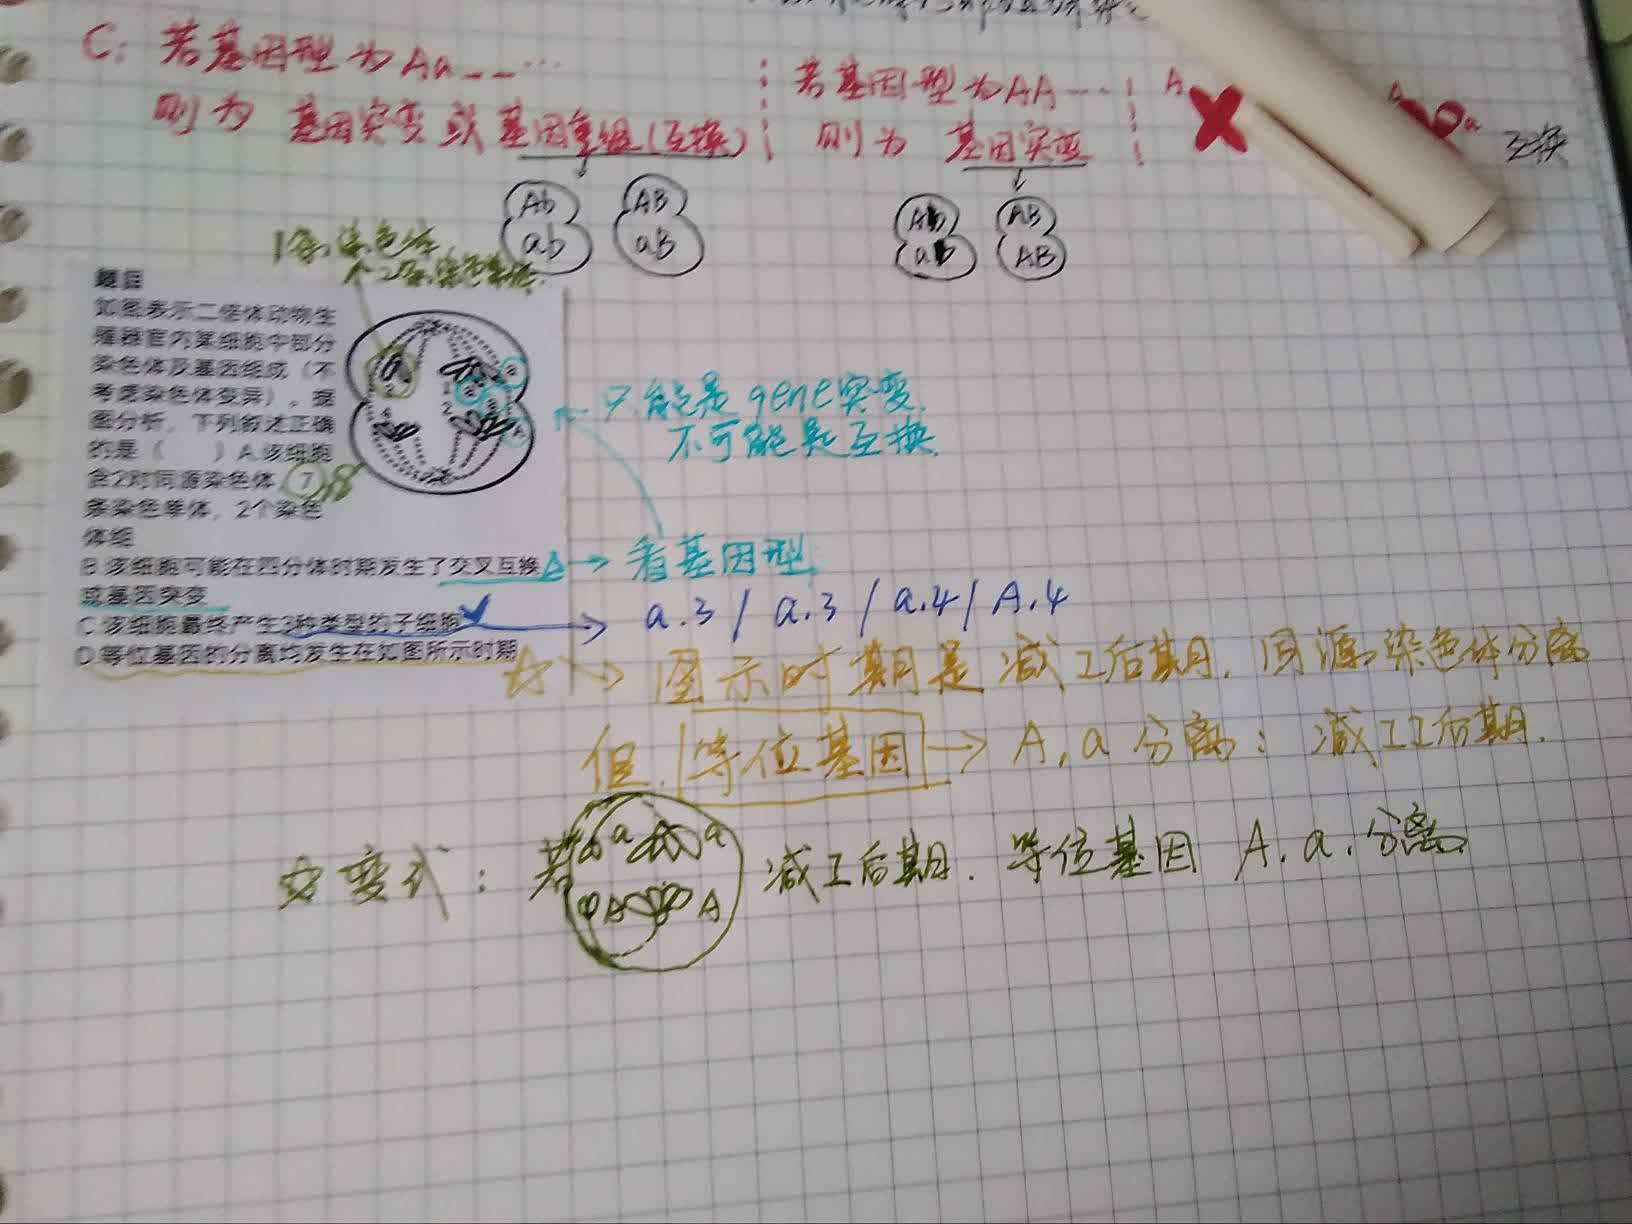 C: 若基因型为Aa__…
则为 基因突变或基因重组(互换)
若基因型为AA…
则为 基因突变
A
a
互换
Ab
ab
AB
aB
Ab
ab
AB
AB
1条染色体
题目
如图表示二倍体动物生
殖器官内某细胞中部分
染色体及基因组成（不
考虑染色体变异）。据
图分析，下列叙述正确
的是（ ）A.该细胞
含2对同源染色体、7
条染色单体，2个染色
体组
B.该细胞可能在四分体时期发生了交叉互换
或基因突变
C.该细胞最终产生3种类型的子细胞
D.等位基因的分离均发生在如图所示时期
8
1
2
只能是gene突变.
不可能是互换.
→看基因型.
→ a.3 / a.3 / a.4 / A.4
☆→图示时期是减I后期,同源染色体分离
但.等位基因→A,a分离: 减II后期.
☆变式: 若
a a
A A
减I后期. 等位基因 A.a.分离